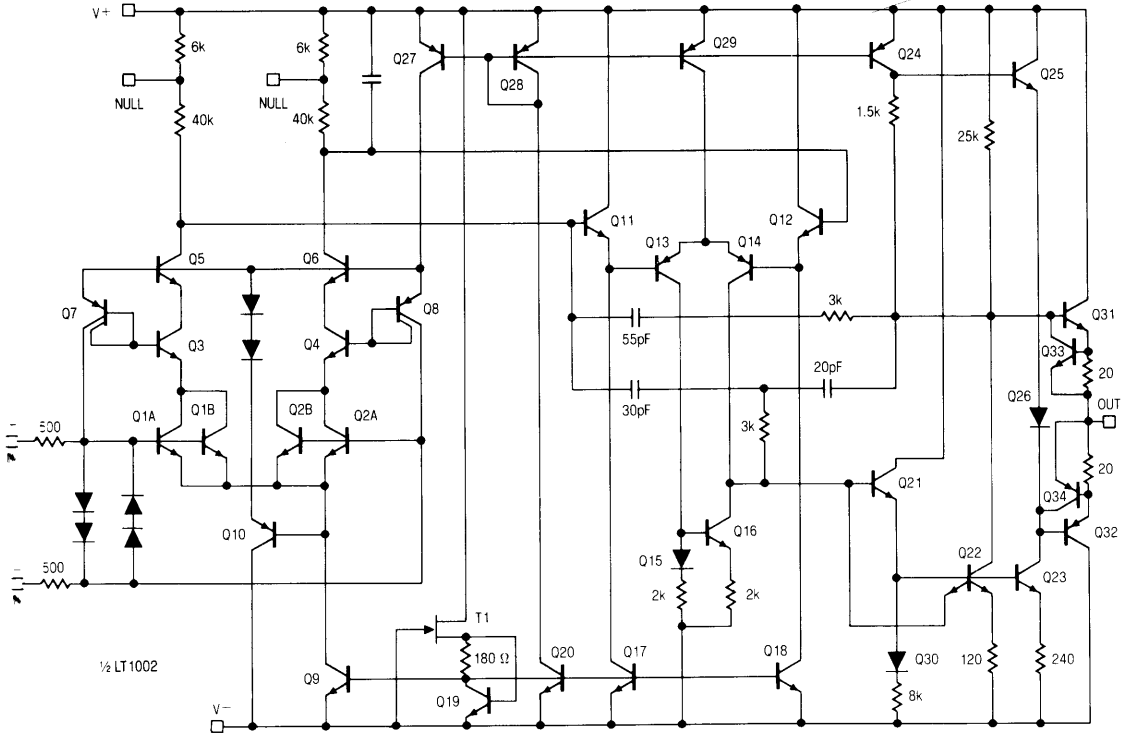 V+
6k
6k
Q27
Q28
Q29
Q24
Q25
NULL
NULL
40k
40k
1.5k
25k
Q11
Q12
Q13
Q14
Q5
Q6
Q7
Q8
3k
Q31
Q3
Q4
55pF
Q33
20pF
20
Q26
OUT
30pF
Q1A
Q1B
Q2B
Q2A
500
3k
20
Q21
Q34
Q10
Q16
Q32
Q15
Q22
Q23
500
2k
2k
T1
½ LT1002
180 Ω
Q20
Q17
Q18
Q30
120
240
Q9
Q19
8k
V−